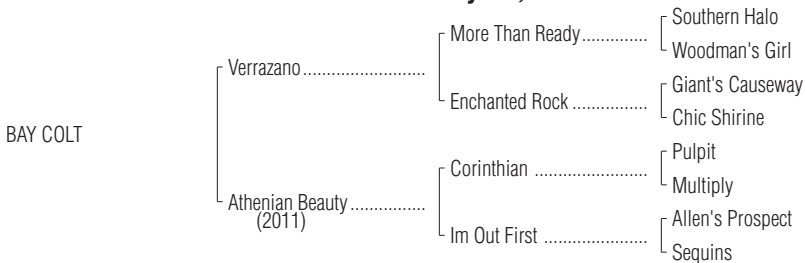 Southern Halo
More Than Ready..............
Woodman's Girl
Verrazano..........................
Giant's Causeway
Enchanted Rock ................
Chic Shirine
BAY COLT
Pulpit
Corinthian ........................
Multiply
Athenian Beauty ................
(2011)
Allen's Prospect
Im Out First ......................
Sequins